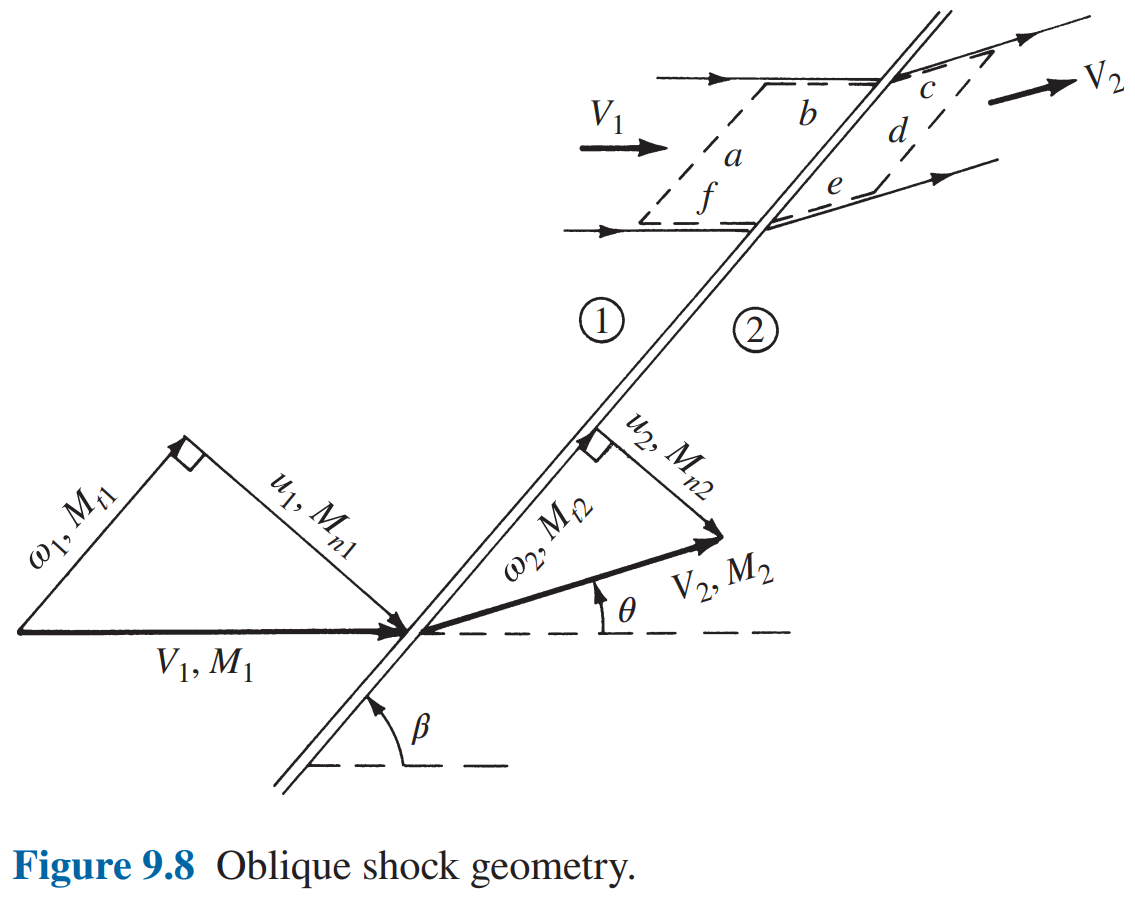 V₁
a
b
c
d
e
f
V₂
1
2
ω₁, Mₜ₁
u₁, Mₙ₁
V₁, M₁
ω₂, Mₜ₂
u₂, Mₙ₂
V₂, M₂
θ
β
Figure 9.8 Oblique shock geometry.